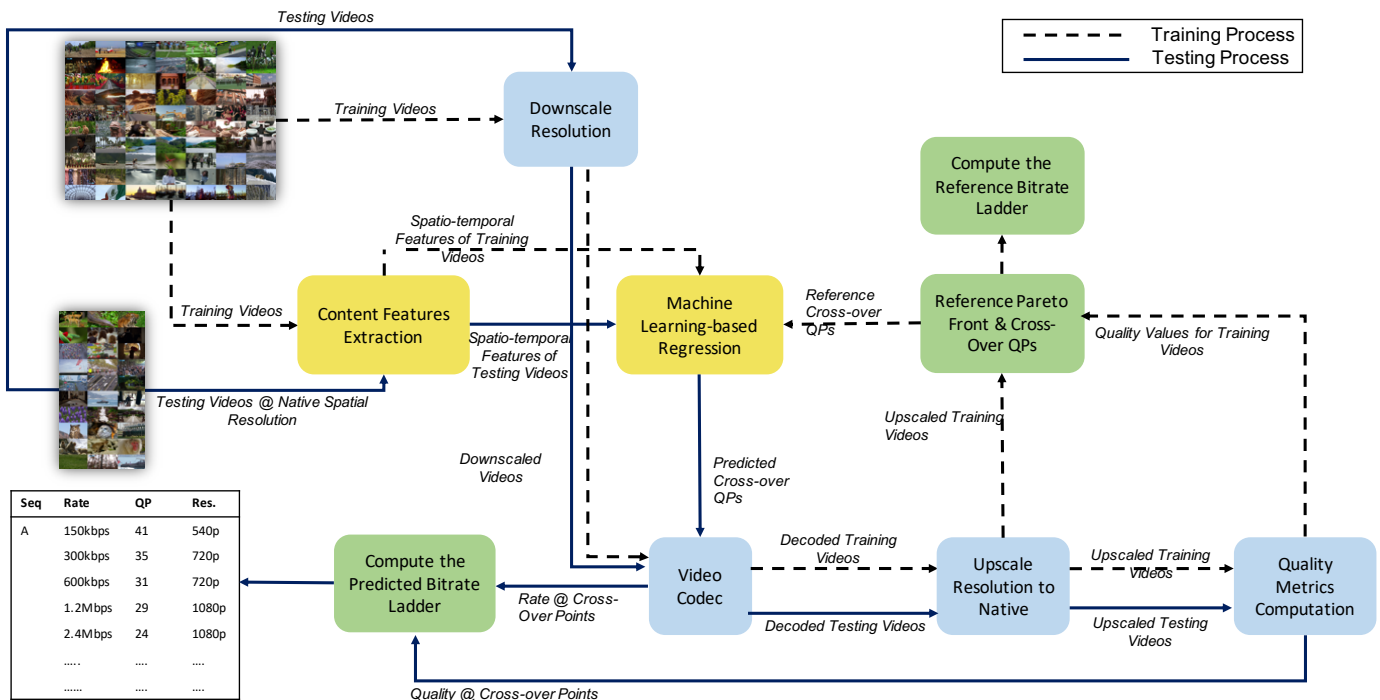 Testing Videos
Training Process
Testing Process
Training Videos
Downscale
Resolution
Compute the
Reference Bitrate
Ladder
Spatio-temporal
Features of Training
Videos
Training Videos
Content Features
Extraction
Machine
Learning-based
Regression
Reference
Cross-over
QPs
Reference Pareto
Front & Cross-
Over QPs
Quality Values for Training
Videos
Spatio-temporal
Features of
Testing Videos
Testing Videos @ Native Spatial
Resolution
Upscaled Training
Videos
Downscaled
Videos
Predicted
Cross-over
QPs
Seq Rate QP Res.
A 150kbps 41 540p
300kbps 35 720p
600kbps 31 720p
1.2Mbps 29 1080p
2.4Mbps 24 1080p
..... .... ....
...... .... ....
Compute the
Predicted Bitrate
Ladder
Rate @ Cross-
Over Points
Video
Codec
Decoded Training
Videos
Decoded Testing Videos
Upscale
Resolution to
Native
Upscaled Training
Videos
Upscaled Testing
Videos
Quality
Metrics
Computation
Quality @ Cross-over Points